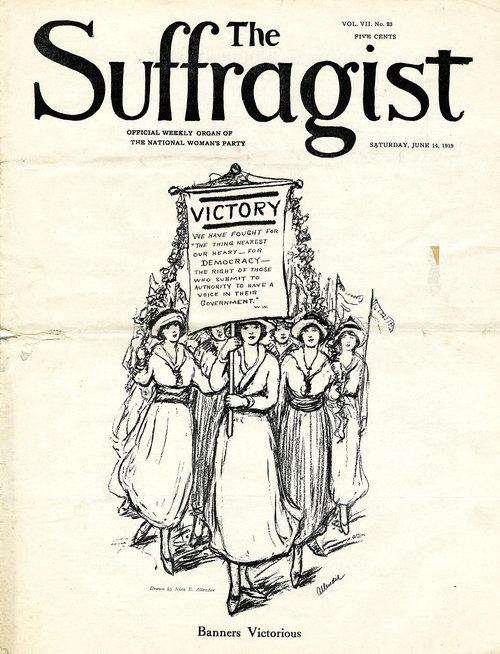 The
Suffragist
VOL. VII. No. 23
FIVE CENTS
OFFICIAL WEEKLY ORGAN OF
THE NATIONAL WOMAN'S PARTY
SATURDAY, JUNE 14, 1919
VICTORY
WE HAVE FOUGHT FOR
"THE THING NEAREST
OUR HEART — FOR
DEMOCRACY—
THE RIGHT OF THOSE
WHO SUBMIT TO
AUTHORITY TO HAVE A
VOICE IN THEIR
GOVERNMENT."
W.W.
Drawn by Nina E. Allender
Allender
Banners Victorious